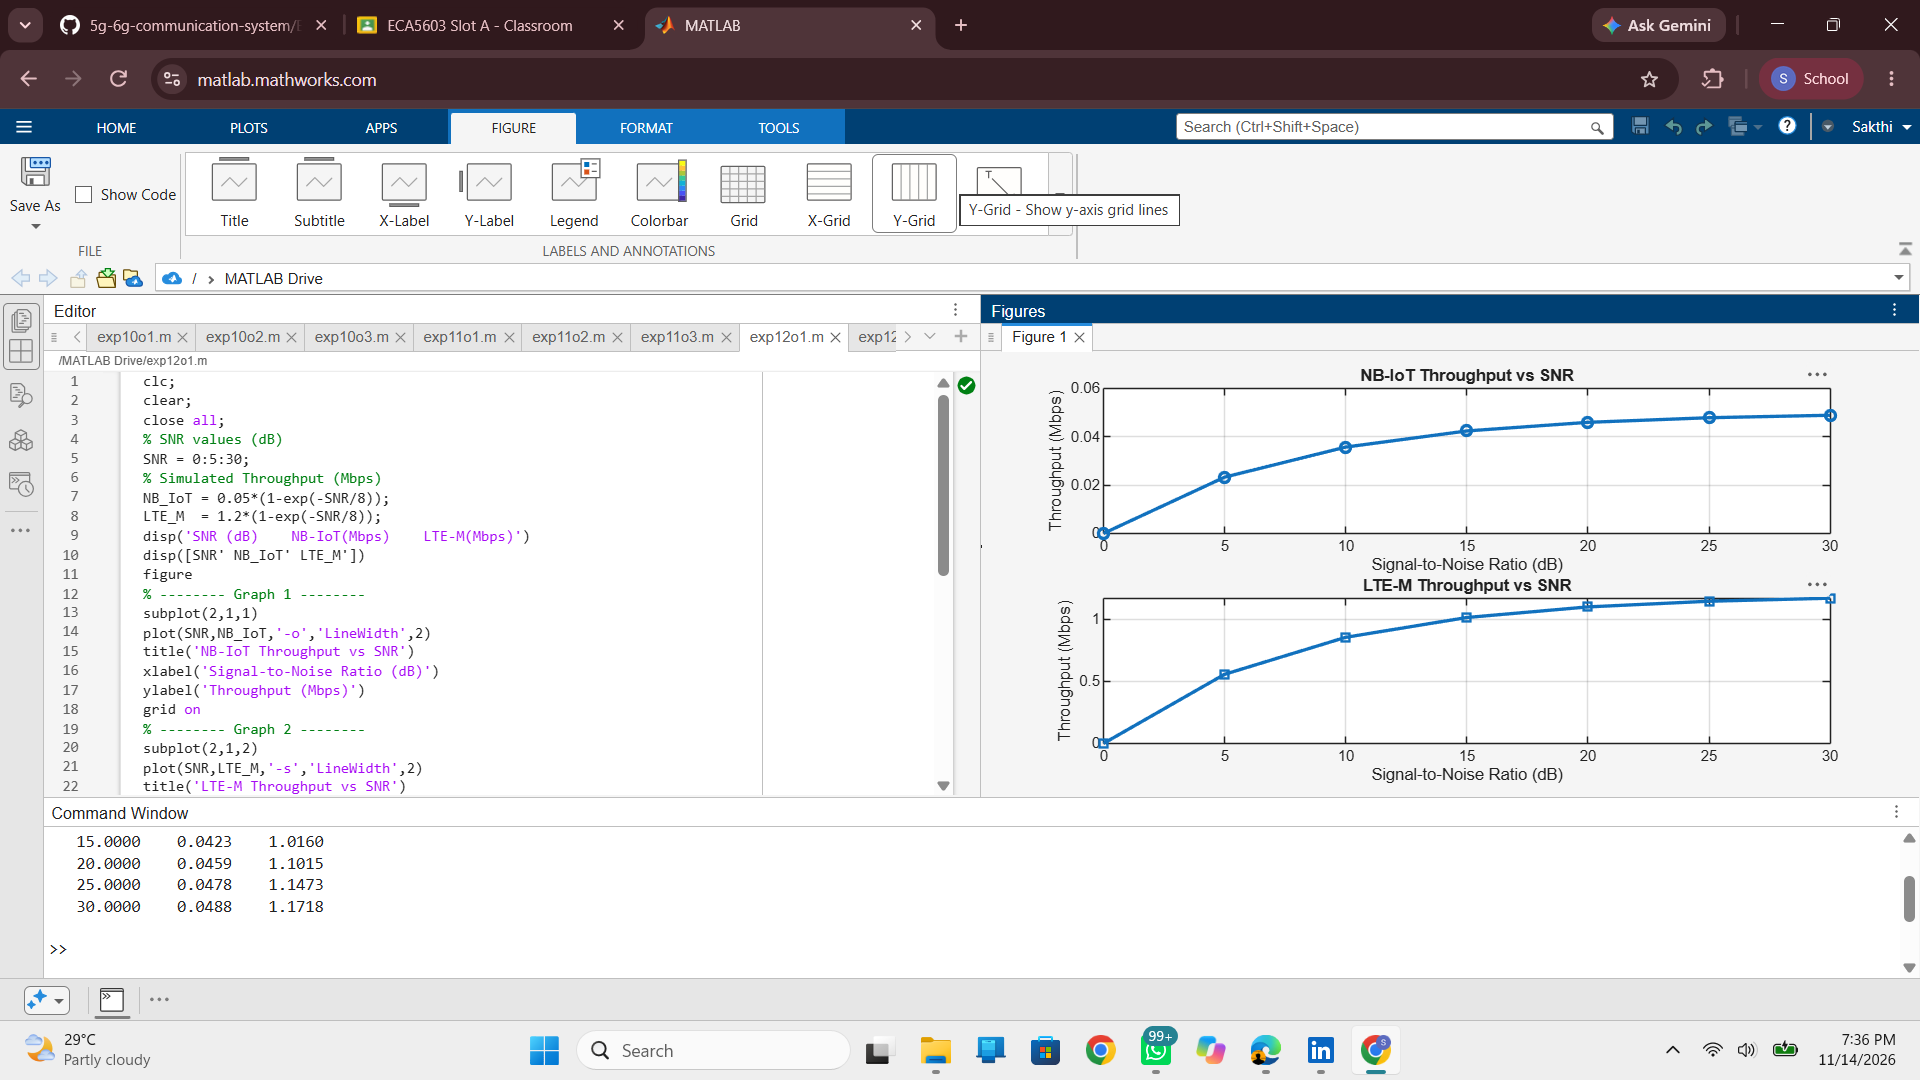 5g-6g-communication-system/E
ECA5603 Slot A - Classroom
MATLAB
Ask Gemini
matlab.mathworks.com
S School
HOME PLOTS APPS FIGURE FORMAT TOOLS
Search (Ctrl+Shift+Space)
Sakthi
Save As
Show Code
Title Subtitle X-Label Y-Label Legend Colorbar Grid X-Grid Y-Grid
Y-Grid - Show y-axis grid lines
FILE LABELS AND ANNOTATIONS
/ › MATLAB Drive
Editor
exp10o1.m exp10o2.m exp10o3.m exp11o1.m exp11o2.m exp11o3.m exp12o1.m exp12
/MATLAB Drive/exp12o1.m
1 clc;
2 clear;
3 close all;
4 % SNR values (dB)
5 SNR = 0:5:30;
6 % Simulated Throughput (Mbps)
7 NB_IoT = 0.05*(1-exp(-SNR/8));
8 LTE_M  = 1.2*(1-exp(-SNR/8));
9 disp('SNR (dB)    NB-IoT(Mbps)    LTE-M(Mbps)')
10 disp([SNR' NB_IoT' LTE_M'])
11 figure
12 % -------- Graph 1 --------
13 subplot(2,1,1)
14 plot(SNR,NB_IoT,'-o','LineWidth',2)
15 title('NB-IoT Throughput vs SNR')
16 xlabel('Signal-to-Noise Ratio (dB)')
17 ylabel('Throughput (Mbps)')
18 grid on
19 % -------- Graph 2 --------
20 subplot(2,1,2)
21 plot(SNR,LTE_M,'-s','LineWidth',2)
22 title('LTE-M Throughput vs SNR')
Figures
Figure 1
NB-IoT Throughput vs SNR
Throughput (Mbps)
0.06
0.04
0.02
0
0 5 10 15 20 25 30
Signal-to-Noise Ratio (dB)
LTE-M Throughput vs SNR
Throughput (Mbps)
1
0.5
0
0 5 10 15 20 25 30
Signal-to-Noise Ratio (dB)
Command Window
15.0000 0.0423 1.0160
20.0000 0.0459 1.1015
25.0000 0.0478 1.1473
30.0000 0.0488 1.1718
>>
29°C
Partly cloudy
Search
99+
7:36 PM
11/14/2026